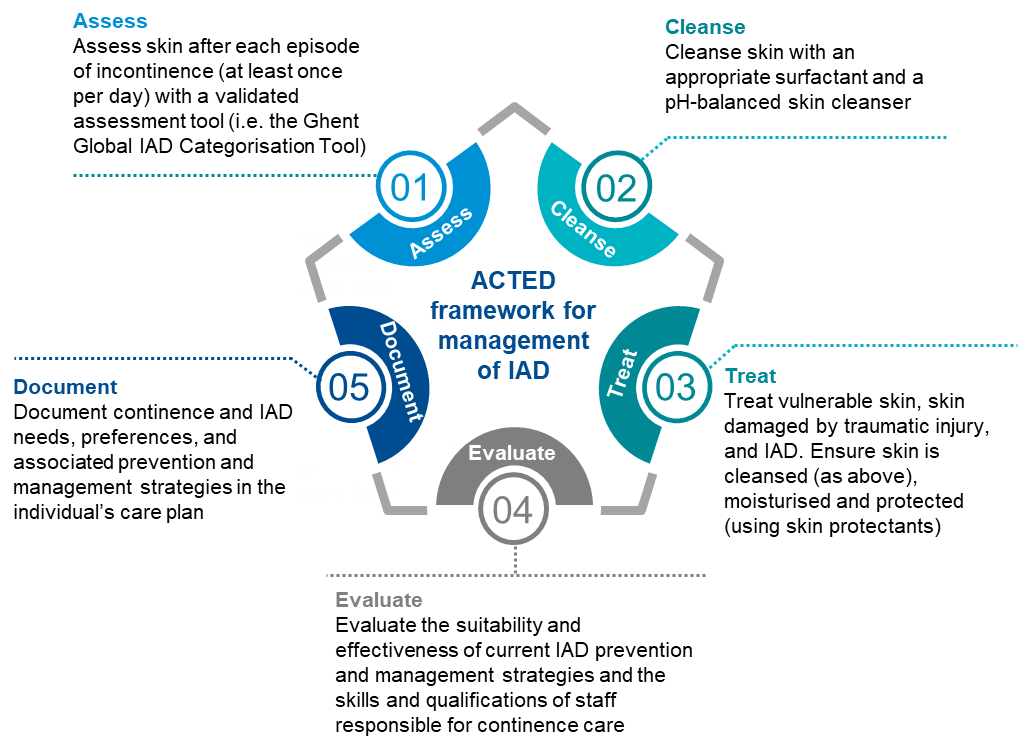 Assess
Assess skin after each episode
of incontinence (at least once
per day) with a validated
assessment tool (i.e. the Ghent
Global IAD Categorisation Tool)
Cleanse
Cleanse skin with an
appropriate surfactant and a
pH-balanced skin cleanser
01
Assess
02
Cleanse
ACTED
framework for
management
of IAD
03
Treat
Treat
Treat vulnerable skin, skin
damaged by traumatic injury,
and IAD. Ensure skin is
cleansed (as above),
moisturised and protected
(using skin protectants)
04
Evaluate
Evaluate
Evaluate the suitability and
effectiveness of current IAD prevention
and management strategies and the
skills and qualifications of staff
responsible for continence care
05
Document
Document
Document continence and IAD
needs, preferences, and
associated prevention and
management strategies in the
individual's care plan